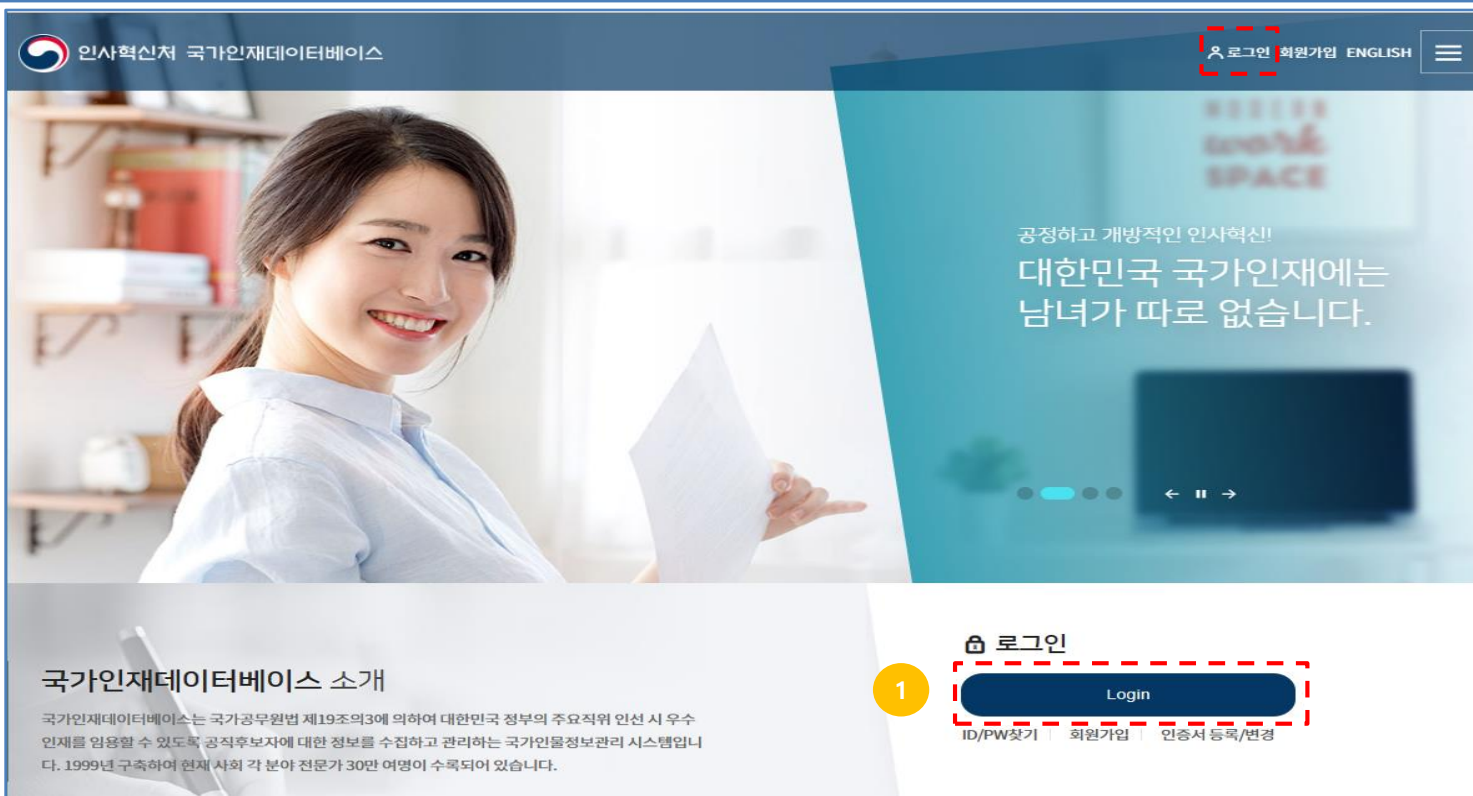 인사혁신처 국가인재데이터베이스
로그인 회원가입 ENGLISH
work
SPACE
공정하고 개방적인 인사혁신!
대한민국 국가인재에는
남녀가 따로 없습니다.
국가인재데이터베이스 소개
국가인재데이터베이스는 국가공무원법 제19조의3에 의하여 대한민국 정부의 주요직위 인선 시 우수
인재를 임용할 수 있도록 공직후보자에 대한 정보를 수집하고 관리하는 국가인물정보관리 시스템입니
다. 1999년 구축하여 현재 사회 각 분야 전문가 30만 여명이 수록되어 있습니다.
로그인
1
Login
ID/PW찾기 회원가입 인증서 등록/변경